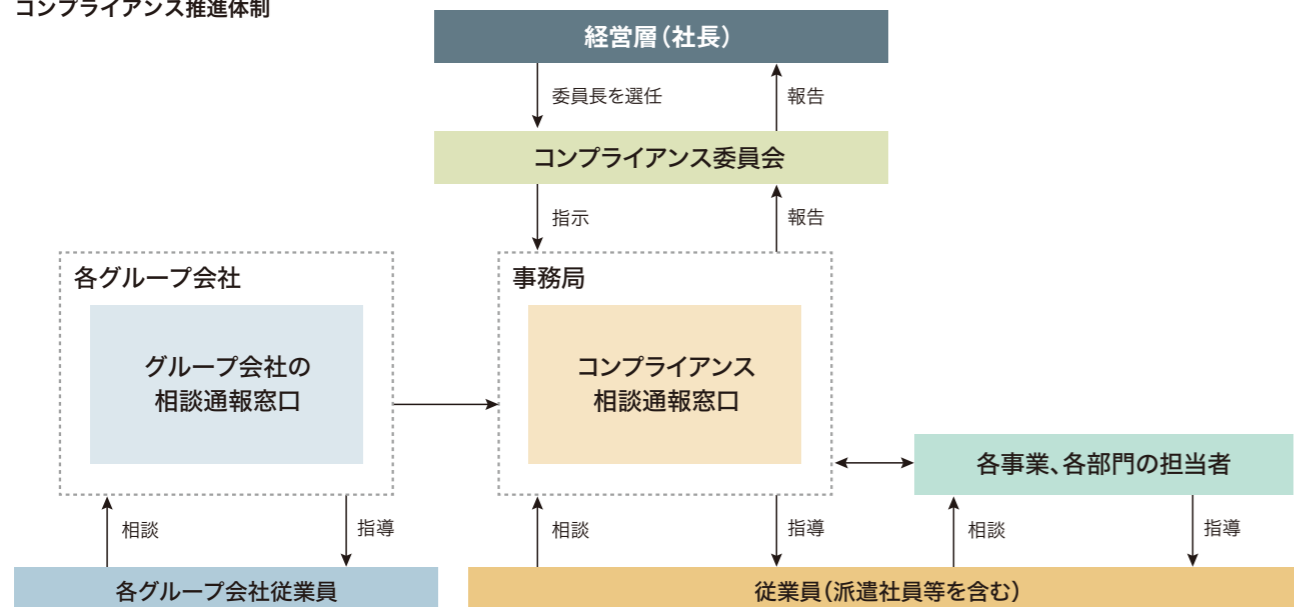 コンプライアンス推進体制
経営層（社長）
委員長を選任
報告
コンプライアンス委員会
指示
報告
各グループ会社
グループ会社の
相談通報窓口
事務局
コンプライアンス
相談通報窓口
各事業、各部門の担当者
相談
指導
相談
指導
相談
指導
各グループ会社従業員
従業員（派遣社員等を含む）